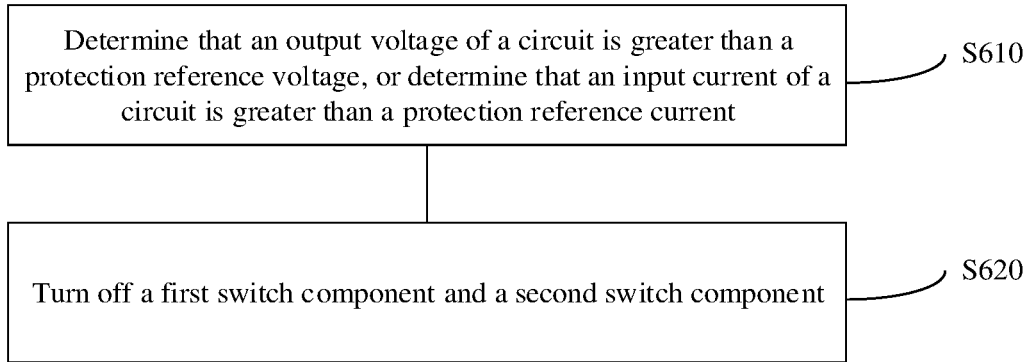 Determine that an output voltage of a circuit is greater than a
protection reference voltage, or determine that an input current of a
circuit is greater than a protection reference current
S610
Turn off a first switch component and a second switch component
S620